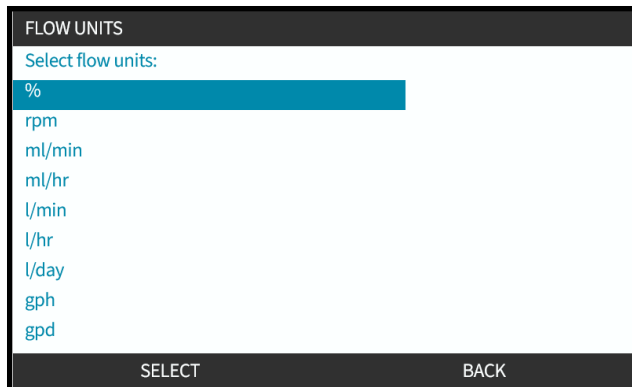 FLOW UNITS
Select flow units:
%
rpm
ml/min
ml/hr
l/min
l/hr
l/day
gph
gpd
SELECT BACK